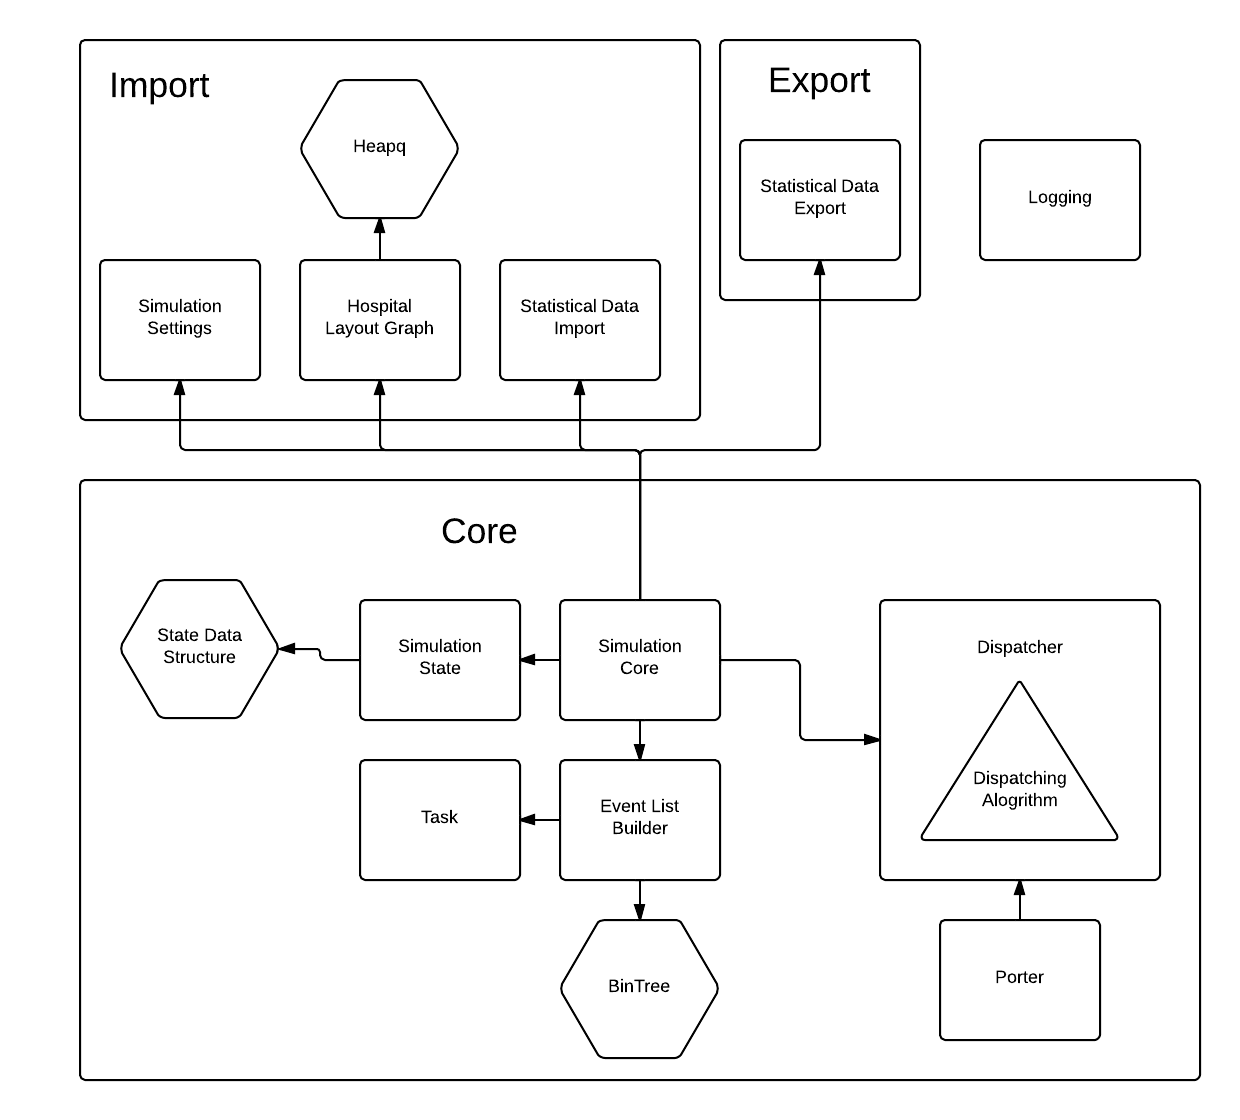 Import
Heapq
Simulation
Settings
Hospital
Layout Graph
Statistical Data
Import
Export
Statistical Data
Export
Logging
Core
State Data
Structure
Simulation
State
Simulation
Core
Dispatcher
Dispatching
Alogrithm
Task
Event List
Builder
BinTree
Porter